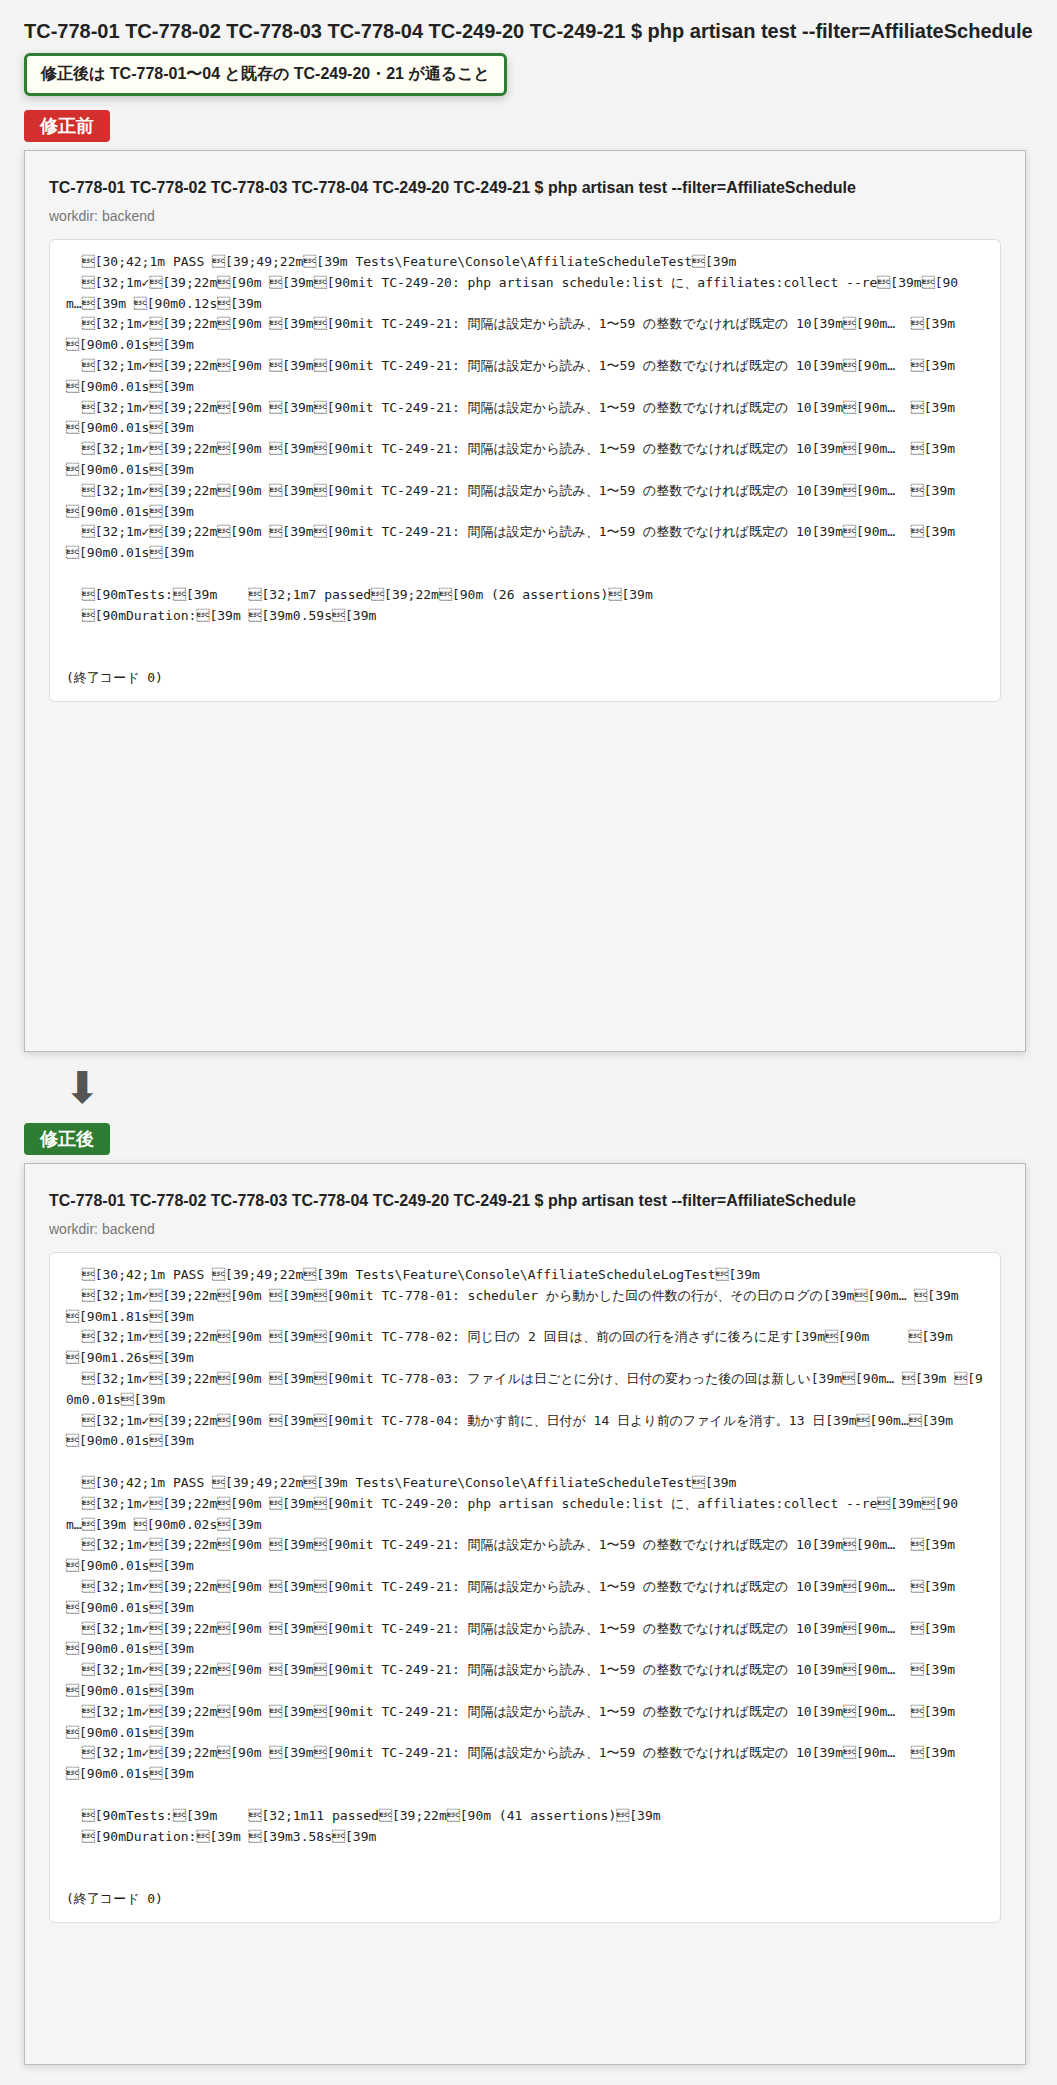 TC-778-01 TC-778-02 TC-778-03 TC-778-04 TC-249-20 TC-249-21 $ php artisan test --filter=AffiliateSchedule
修正後は TC-778-01〜04 と既存の TC-249-20・21 が通ること
修正前
TC-778-01 TC-778-02 TC-778-03 TC-778-04 TC-249-20 TC-249-21 $ php artisan test --filter=AffiliateSchedule
workdir: backend
[30;42;1m PASS [39;49;22m[39m Tests\Feature\Console\AffiliateScheduleTest[39m
[32;1m✓[39;22m[90m [39m[90mit TC-249-20: php artisan schedule:list に、affiliates:collect --re[39m[90
m…[39m [90m0.12s[39m
[32;1m✓[39;22m[90m [39m[90mit TC-249-21: 間隔は設定から読み、1〜59 の整数でなければ既定の 10[39m[90m…  [39m
[90m0.01s[39m
[32;1m✓[39;22m[90m [39m[90mit TC-249-21: 間隔は設定から読み、1〜59 の整数でなければ既定の 10[39m[90m…  [39m
[90m0.01s[39m
[32;1m✓[39;22m[90m [39m[90mit TC-249-21: 間隔は設定から読み、1〜59 の整数でなければ既定の 10[39m[90m…  [39m
[90m0.01s[39m
[32;1m✓[39;22m[90m [39m[90mit TC-249-21: 間隔は設定から読み、1〜59 の整数でなければ既定の 10[39m[90m…  [39m
[90m0.01s[39m
[32;1m✓[39;22m[90m [39m[90mit TC-249-21: 間隔は設定から読み、1〜59 の整数でなければ既定の 10[39m[90m…  [39m
[90m0.01s[39m
[32;1m✓[39;22m[90m [39m[90mit TC-249-21: 間隔は設定から読み、1〜59 の整数でなければ既定の 10[39m[90m…  [39m
[90m0.01s[39m
[90mTests:[39m    [32;1m7 passed[39;22m[90m (26 assertions)[39m
[90mDuration:[39m [39m0.59s[39m
(終了コード 0)
修正後
TC-778-01 TC-778-02 TC-778-03 TC-778-04 TC-249-20 TC-249-21 $ php artisan test --filter=AffiliateSchedule
workdir: backend
[30;42;1m PASS [39;49;22m[39m Tests\Feature\Console\AffiliateScheduleLogTest[39m
[32;1m✓[39;22m[90m [39m[90mit TC-778-01: scheduler から動かした回の件数の行が、その日のログの[39m[90m… [39m
[90m1.81s[39m
[32;1m✓[39;22m[90m [39m[90mit TC-778-02: 同じ日の 2 回目は、前の回の行を消さずに後ろに足す[39m[90m     [39m
[90m1.26s[39m
[32;1m✓[39;22m[90m [39m[90mit TC-778-03: ファイルは日ごとに分け、日付の変わった後の回は新しい[39m[90m… [39m [9
0m0.01s[39m
[32;1m✓[39;22m[90m [39m[90mit TC-778-04: 動かす前に、日付が 14 日より前のファイルを消す。13 日[39m[90m…[39m
[90m0.01s[39m
[30;42;1m PASS [39;49;22m[39m Tests\Feature\Console\AffiliateScheduleTest[39m
[32;1m✓[39;22m[90m [39m[90mit TC-249-20: php artisan schedule:list に、affiliates:collect --re[39m[90
m…[39m [90m0.02s[39m
[32;1m✓[39;22m[90m [39m[90mit TC-249-21: 間隔は設定から読み、1〜59 の整数でなければ既定の 10[39m[90m…  [39m
[90m0.01s[39m
[32;1m✓[39;22m[90m [39m[90mit TC-249-21: 間隔は設定から読み、1〜59 の整数でなければ既定の 10[39m[90m…  [39m
[90m0.01s[39m
[32;1m✓[39;22m[90m [39m[90mit TC-249-21: 間隔は設定から読み、1〜59 の整数でなければ既定の 10[39m[90m…  [39m
[90m0.01s[39m
[32;1m✓[39;22m[90m [39m[90mit TC-249-21: 間隔は設定から読み、1〜59 の整数でなければ既定の 10[39m[90m…  [39m
[90m0.01s[39m
[32;1m✓[39;22m[90m [39m[90mit TC-249-21: 間隔は設定から読み、1〜59 の整数でなければ既定の 10[39m[90m…  [39m
[90m0.01s[39m
[32;1m✓[39;22m[90m [39m[90mit TC-249-21: 間隔は設定から読み、1〜59 の整数でなければ既定の 10[39m[90m…  [39m
[90m0.01s[39m
[90mTests:[39m    [32;1m11 passed[39;22m[90m (41 assertions)[39m
[90mDuration:[39m [39m3.58s[39m
(終了コード 0)